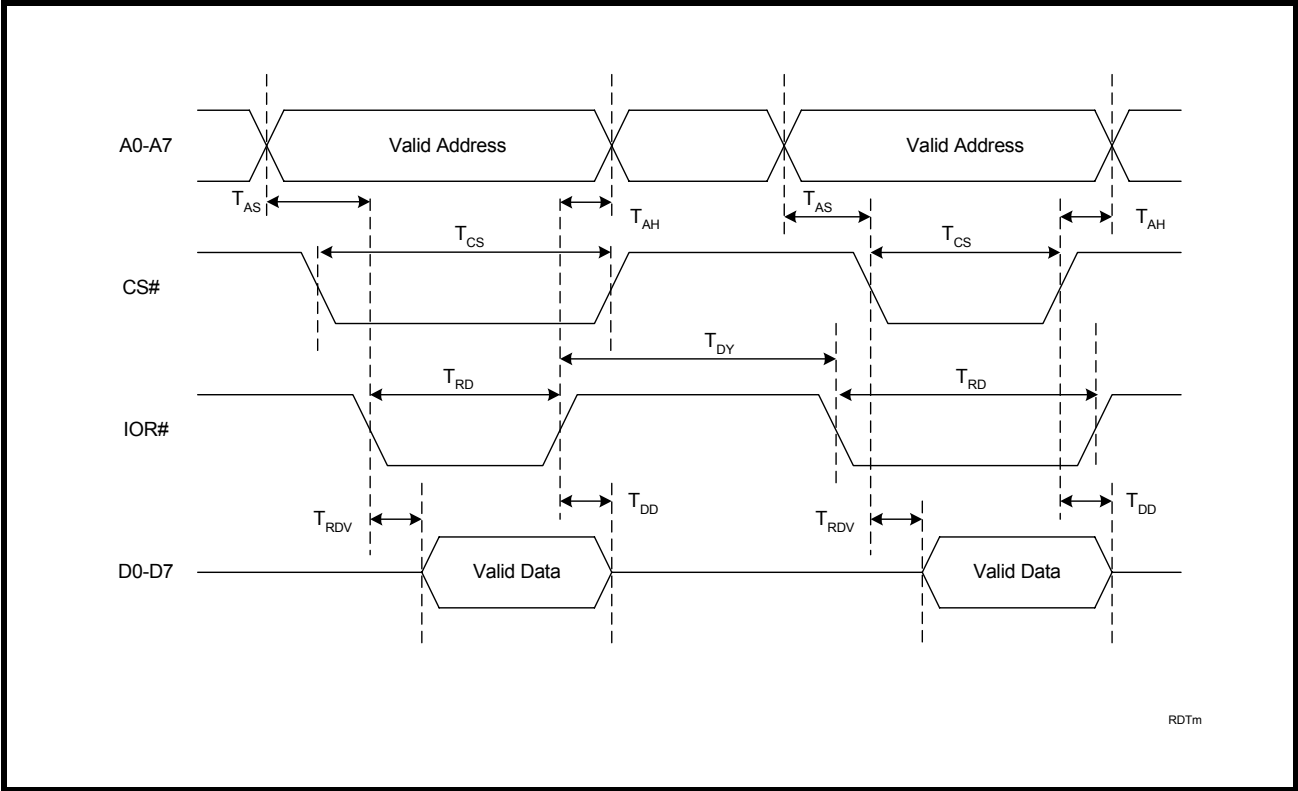 A0-A7
Valid Address
Valid Address
TAS
TAH
TAS
TAH
TCS
TCS
CS#
TDY
TRD
TRD
IOR#
TRDV
TDD
TRDV
TDD
D0-D7
Valid Data
Valid Data
RDTm